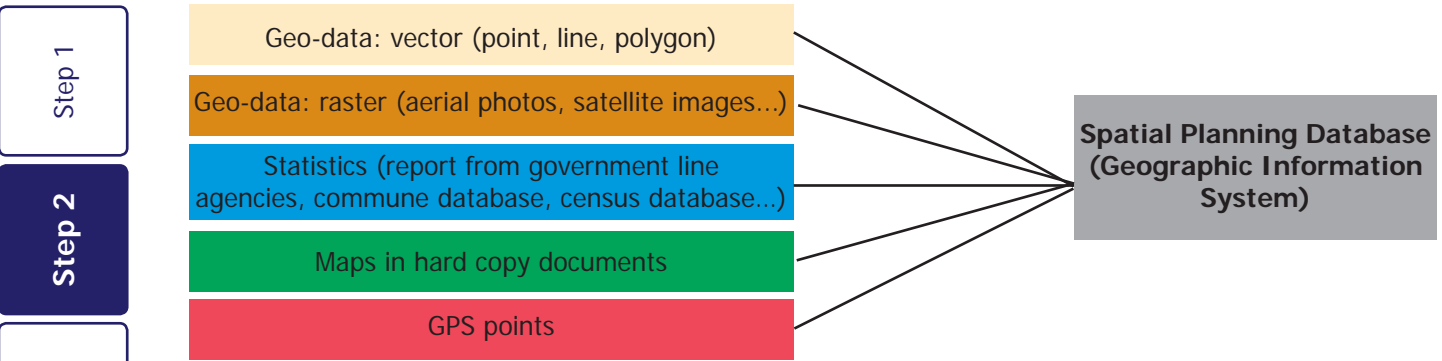 Step 1
Step 2
Geo-data: vector (point, line, polygon)
Geo-data: raster (aerial photos, satellite images...)
Statistics (report from government line
agencies, commune database, census database...)
Maps in hard copy documents
GPS points
Spatial Planning Database
(Geographic Information
System)